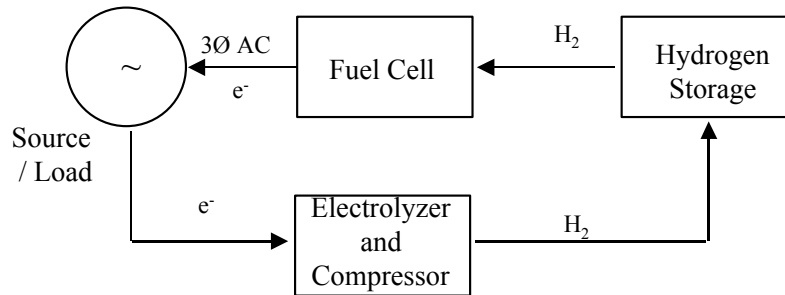 3Ø AC
~
e⁻
Fuel Cell
H₂
Hydrogen
Storage
Source
/ Load
e⁻
Electrolyzer
and
Compressor
H₂